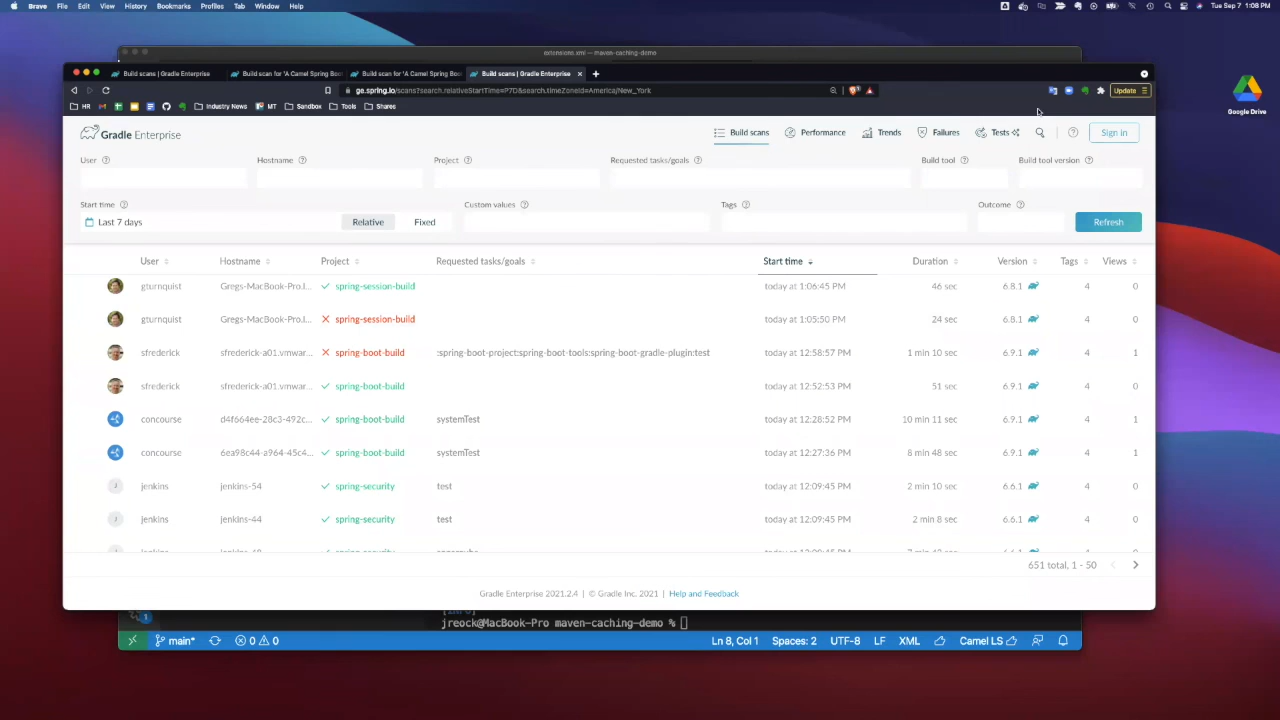 Brave File Edit View History Bookmarks Profiles Tab Window Help Tue Sep 7 1:08 PM
extensions.xml — maven-caching-demo
Build scans | Gradle Enterprise Build scan for 'A Camel Spring Boo Build scan for 'A Camel Spring Boo Build scans | Gradle Enterprise × +
ge.spring.io/scans?search.relativeStartTime=P7D&search.timeZoneId=America/New_York Update
HR Industry News MT Sandbox Tools Shares
Google Drive
Gradle Enterprise Build scans Performance Trends Failures Tests Sign in
User Hostname Project Requested tasks/goals Build tool Build tool version
Start time Custom values Tags Outcome
Last 7 days Relative Fixed Refresh
User Hostname Project Requested tasks/goals Start time Duration Version Tags Views
gturnquist Gregs-MacBook-Pro.l... spring-session-build today at 1:06:45 PM 46 sec 6.8.1 4 0
gturnquist Gregs-MacBook-Pro.l... spring-session-build today at 1:05:50 PM 24 sec 6.8.1 4 0
sfrederick sfrederick-a01.vmwar... spring-boot-build :spring-boot-project:spring-boot-tools:spring-boot-gradle-plugin:test today at 12:58:57 PM 1 min 10 sec 6.9.1 4 1
sfrederick sfrederick-a01.vmwar... spring-boot-build today at 12:52:53 PM 51 sec 6.9.1 4 0
concourse d4f664ee-28c3-492c... spring-boot-build systemTest today at 12:28:52 PM 10 min 11 sec 6.9.1 4 1
concourse 6ea98c44-a964-45c4... spring-boot-build systemTest today at 12:27:36 PM 8 min 48 sec 6.9.1 4 1
jenkins jenkins-54 spring-security test today at 12:09:45 PM 2 min 10 sec 6.6.1 4 0
jenkins jenkins-44 spring-security test today at 12:09:45 PM 2 min 8 sec 6.6.1 4 0
651 total, 1 - 50
Gradle Enterprise 2021.2.4 | © Gradle Inc. 2021 | Help and Feedback
jreock@MacBook-Pro maven-caching-demo %
main* 0 0 Ln 8, Col 1 Spaces: 2 UTF-8 LF XML Camel LS